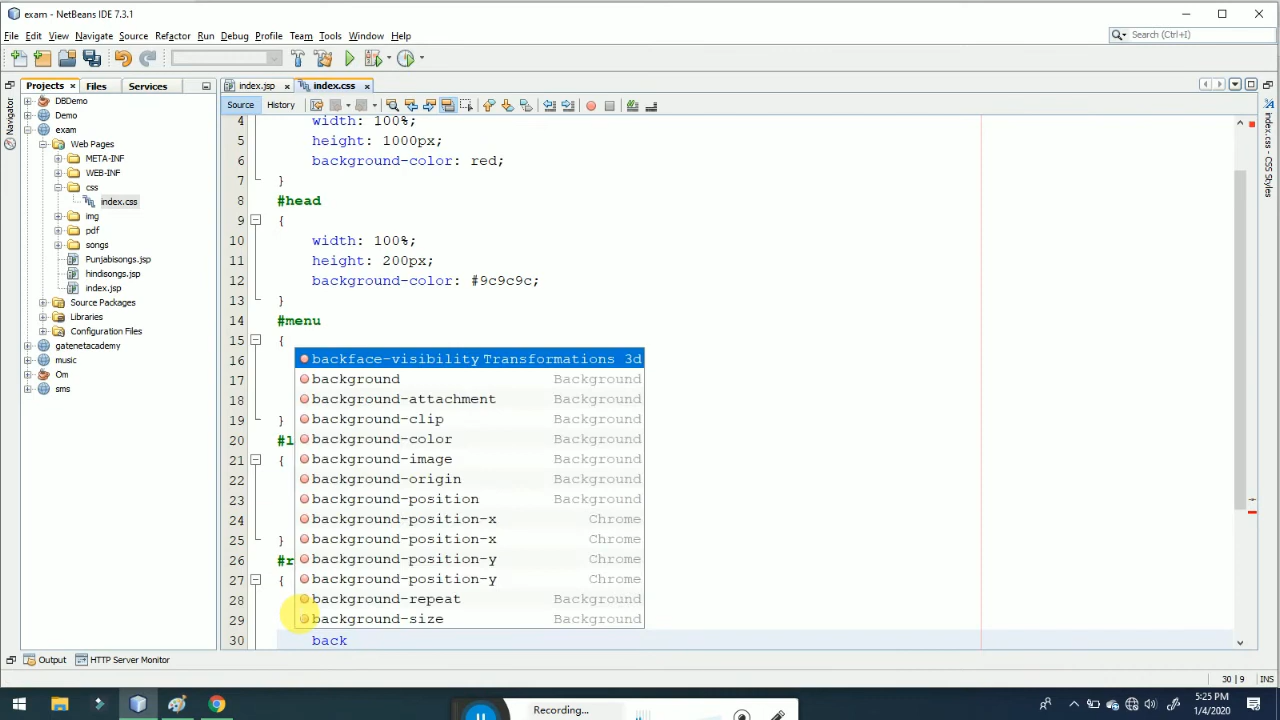 exam - NetBeans IDE 7.3.1
File Edit View Navigate Source Refactor Run Debug Profile Team Tools Window Help
Search (Ctrl+I)
Projects Files Services
index.jsp index.css
Source History
Navigator
index.css - CSS Styles
DBDemo
Demo
exam
Web Pages
META-INF
WEB-INF
css
index.css
img
pdf
songs
Punjabisongs.jsp
hindisongs.jsp
index.jsp
Source Packages
Libraries
Configuration Files
gatenetacademy
music
Om
sms
4 width: 100%;
5 height: 1000px;
6 background-color: red;
7 }
8 #head
9 {
10 width: 100%;
11 height: 200px;
12 background-color: #9c9c9c;
13 }
14 #menu
15 {
16 backface-visibility Transformations 3d
17 background Background
18 background-attachment Background
19 } background-clip Background
20 #l background-color Background
21 { background-image Background
22 background-origin Background
23 background-position Background
24 background-position-x Chrome
25 } background-position-x Chrome
26 #r background-position-y Chrome
27 { background-position-y Chrome
28 background-repeat Background
29 background-size Background
30 back
Output HTTP Server Monitor
30 | 9 INS
Recording...
5:25 PM
1/4/2020